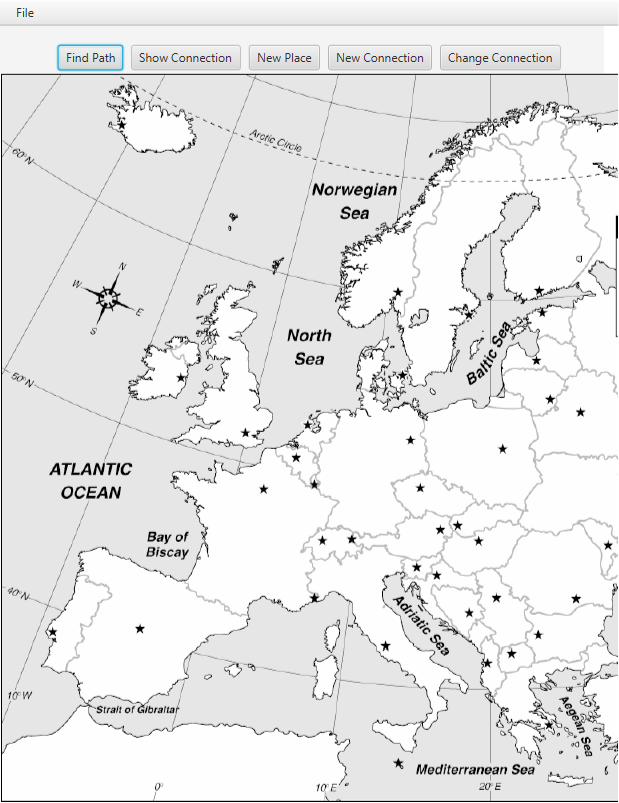 File
Find Path
Show Connection
New Place
New Connection
Change Connection
Arctic Circle
60°N
Norwegian
Sea
N
W
E
S
North
Sea
Baltic Sea
50°N
ATLANTIC
OCEAN
Bay of
Biscay
40°N
Adriatic Sea
10°W
Strait of Gibraltar
Aegean Sea
Mediterranean Sea
0°
10°E
20°E